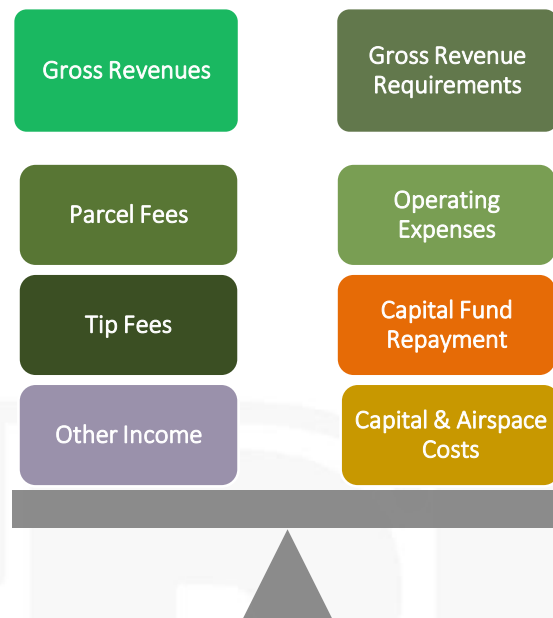 Gross Revenues
Gross Revenue
Requirements
Parcel Fees
Operating
Expenses
Tip Fees
Capital Fund
Repayment
Other Income
Capital & Airspace
Costs